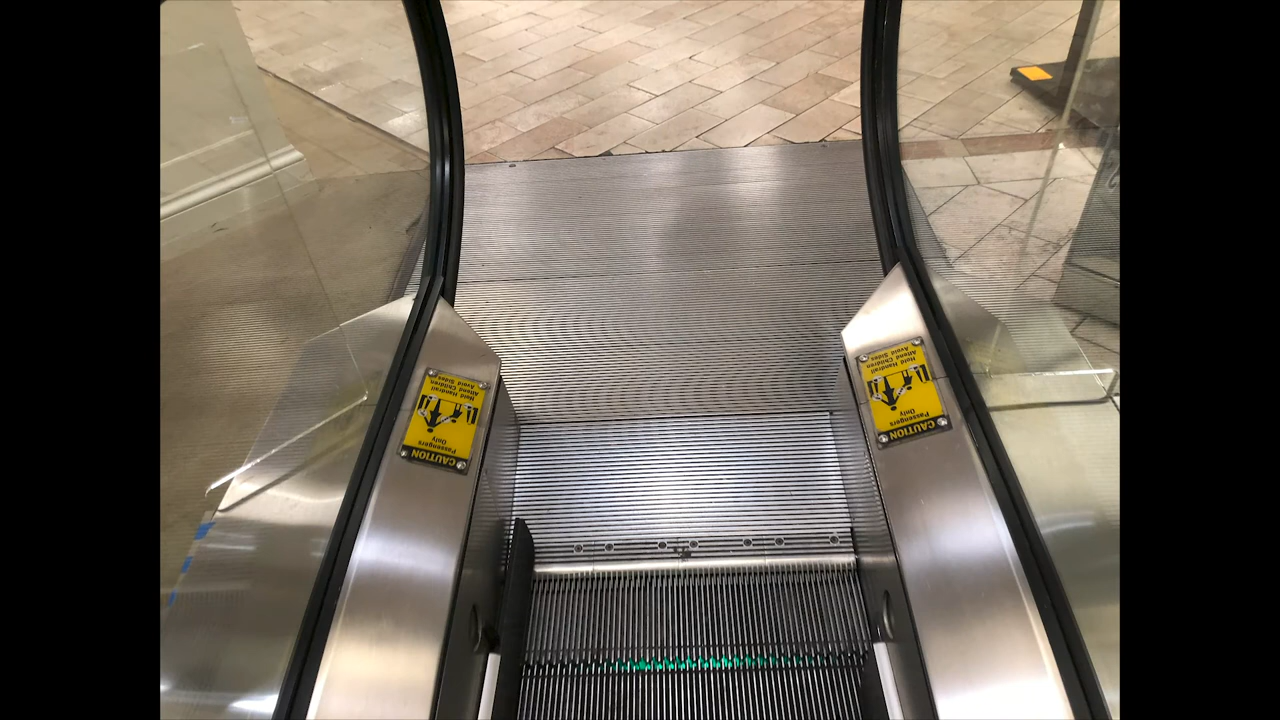 CAUTION
Passengers
Only
Hold Handrail
Attend Children
Avoid Sides
CAUTION
Passengers
Only
Hold Handrail
Attend Children
Avoid Sides